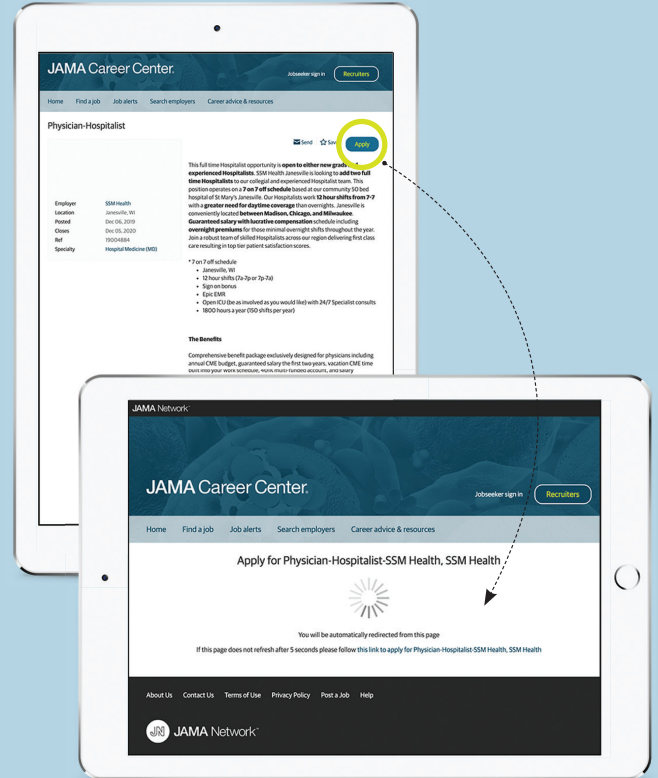 JAMA Career Center.
Jobseeker sign in
Recruiters
Home Find a job Job alerts Search employers Career advice & resources
Physician-Hospitalist
Send
Save
Apply
Employer SSM Health
Location Janesville, WI
Posted Dec 06, 2019
Closes Dec 05, 2020
Ref 19004884
Specialty Hospital Medicine (MD)
This full time Hospitalist opportunity is open to either new grads
experienced Hospitalists. SSM Health Janesville is looking to add two full
time Hospitalists to our collegial and experienced Hospitalist team. This
position operates on a 7 on 7 off schedule based at our community 50 bed
hospital of St Mary's Janesville. Our Hospitalists work 12 hour shifts from 7-7
with a greater need for daytime coverage than overnights. Janesville is
conveniently located between Madison, Chicago, and Milwaukee.
Guaranteed salary with lucrative compensation schedule including
overnight premiums for those minimal overnight shifts throughout the year.
Join a robust team of skilled Hospitalists across our region delivering first class
care resulting in top tier patient satisfaction scores.
* 7 on 7 off schedule
• Janesville, WI
• 12 hour shifts (7a-7p or 7p-7a)
• Sign on bonus
• Epic EMR
• Open ICU (be as involved as you would like) with 24/7 Specialist consults
• 1800 hours a year (150 shifts per year)
The Benefits
Comprehensive benefit package exclusively designed for physicians including
annual CME budget, guaranteed salary the first two years, vacation CME time
built into your work schedule, 401K multi-funded account, and salary
JAMA Network™
JAMA Career Center.
Jobseeker sign in
Recruiters
Home Find a job Job alerts Search employers Career advice & resources
Apply for Physician-Hospitalist-SSM Health, SSM Health
You will be automatically redirected from this page
If this page does not refresh after 5 seconds please follow this link to apply for Physician-Hospitalist-SSM Health, SSM Health
About Us Contact Us Terms of Use Privacy Policy Post a Job Help
JN JAMA Network™